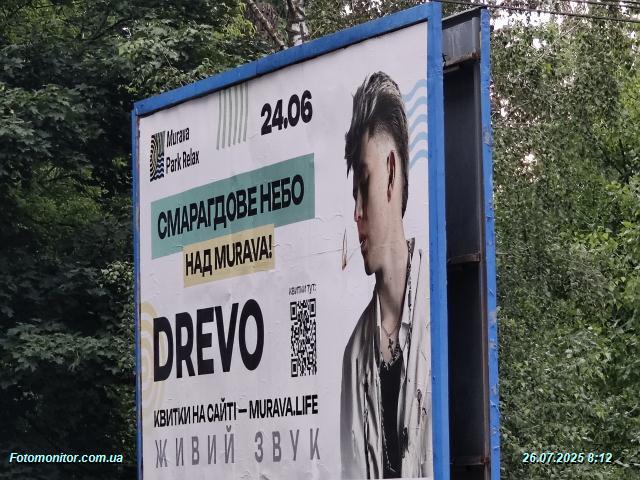 24.06
Murava
Park Relax
СМАРАГДОВЕ НЕБО
НАД MURAVA!
КВИТКИ ТУТ:
DREVO
КВИТКИ НА САЙТІ – MURAVA.LIFE
ЖИВИЙ ЗВУК
Fotomonitor.com.ua
26.07.2025 8:12